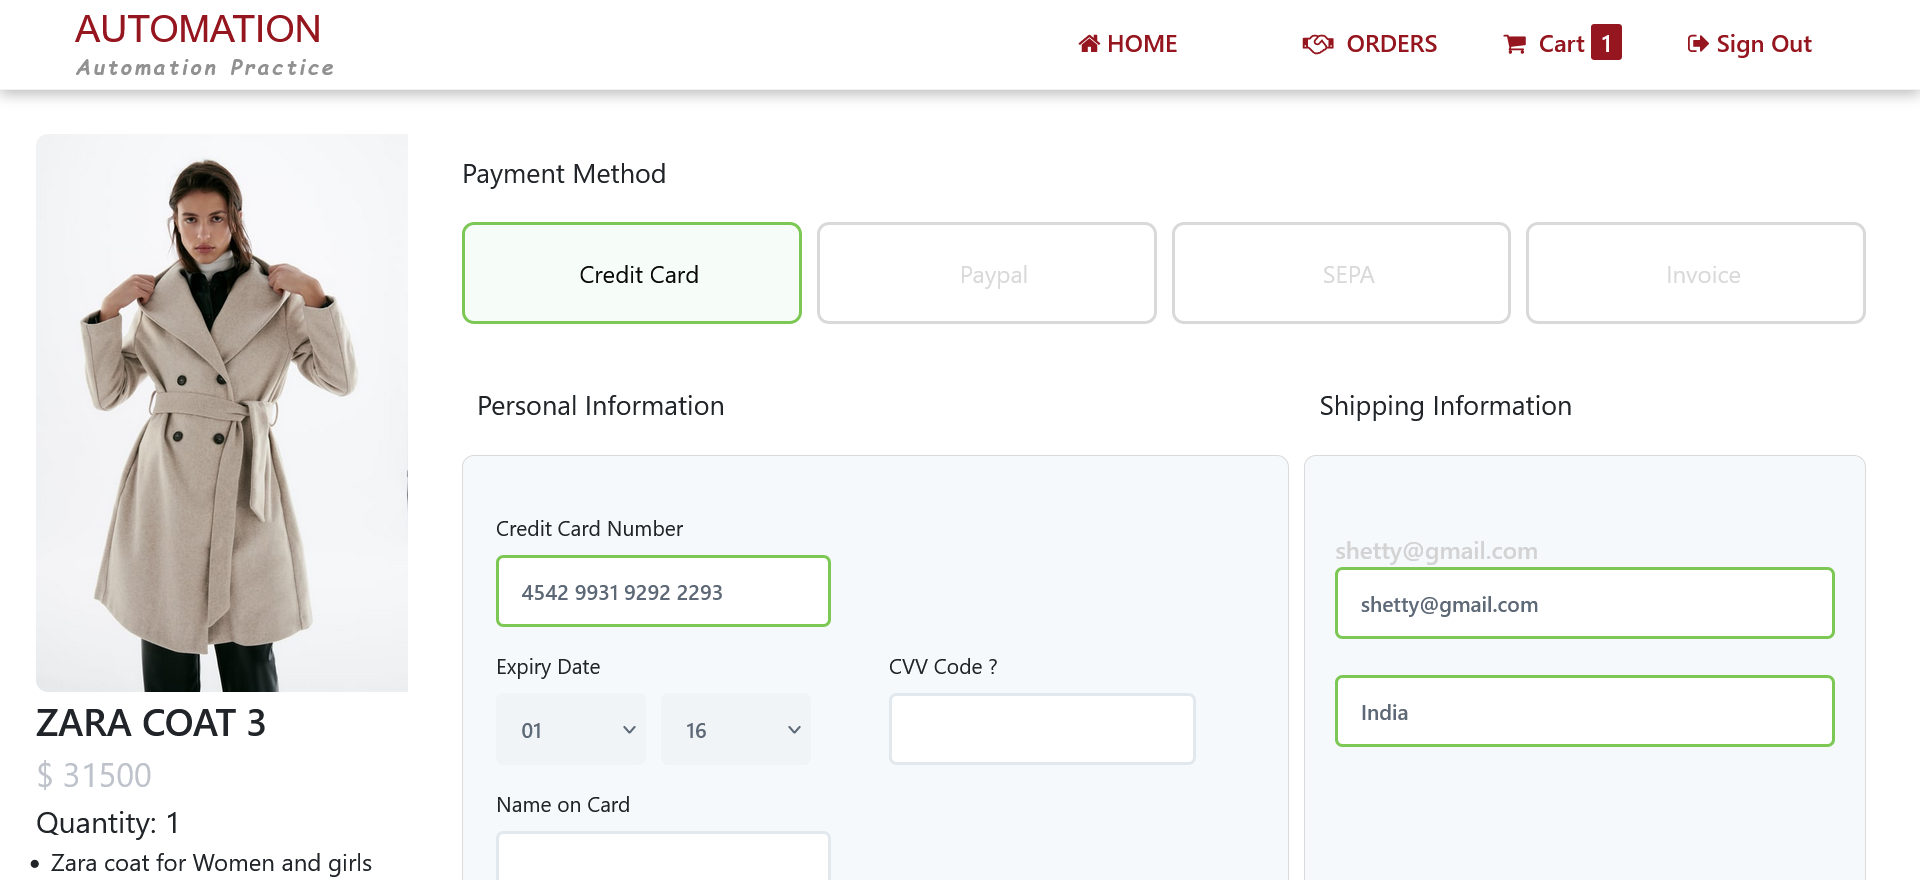 AUTOMATION
Automation Practice
HOME
ORDERS
Cart 1
Sign Out
Payment Method
Credit Card
Paypal
SEPA
Invoice
Personal Information
Shipping Information
Credit Card Number
4542 9931 9292 2293
Expiry Date
CVV Code ?
01
16
Name on Card
shetty@gmail.com
shetty@gmail.com
India
ZARA COAT 3
$ 31500
Quantity: 1
• Zara coat for Women and girls